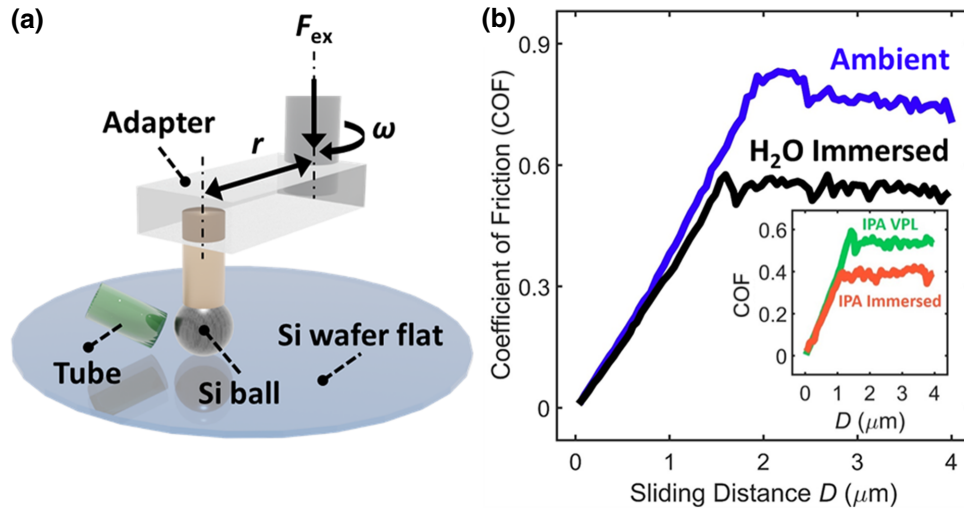 (a)
F_ex
ω
r
Adapter
Tube
Si ball
Si wafer flat
(b)
Coefficient of Friction (COF)
0.9
0.6
0.3
0
Ambient
H₂O Immersed
COF
0.6
0.4
0.2
0
IPA VPL
IPA Immersed
0 1 2 3 4
D (μm)
0 1 2 3 4
Sliding Distance D (μm)